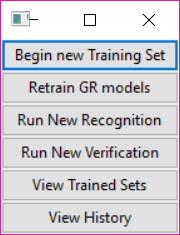 Begin new Training Set
Retrain GR models
Run New Recognition
Run New Verification
View Trained Sets
View History